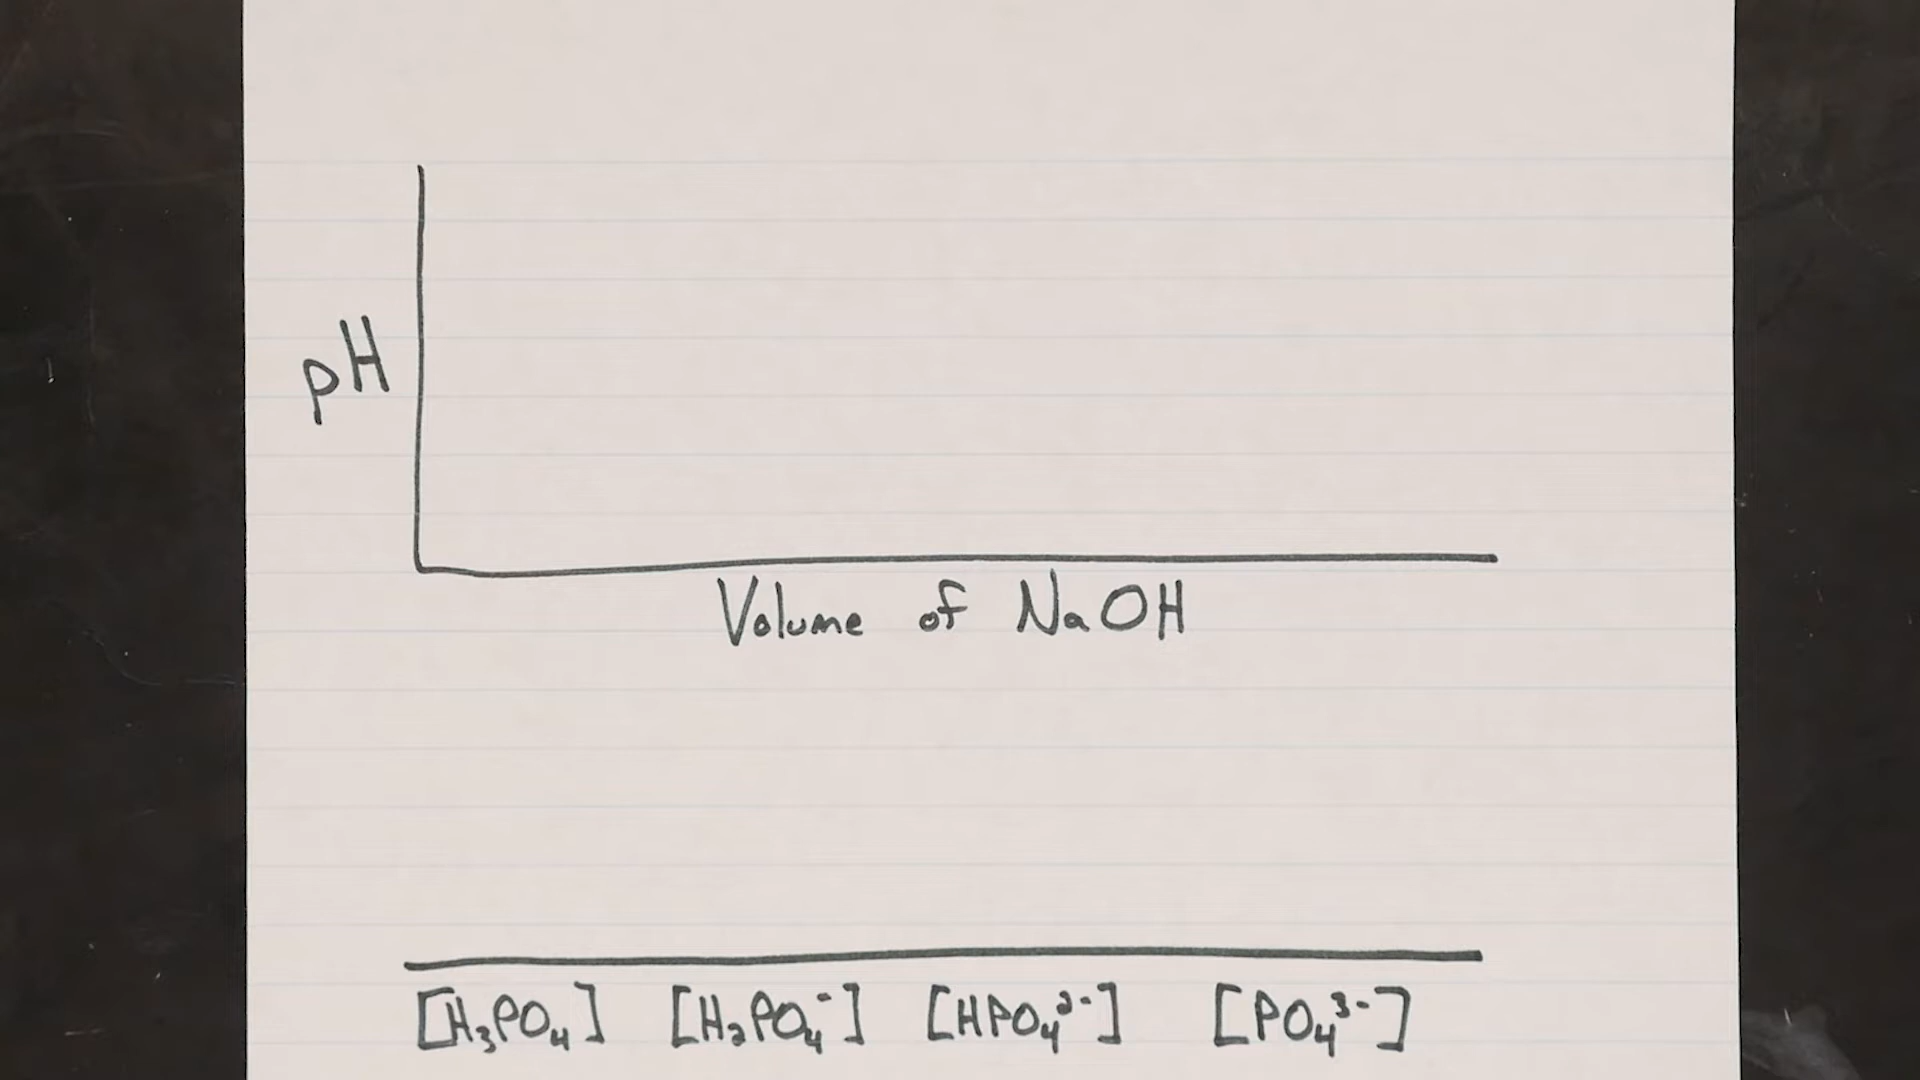 pH
Volume of NaOH
[H₃PO₄] [H₂PO₄⁻] [HPO₄²⁻] [PO₄³⁻]